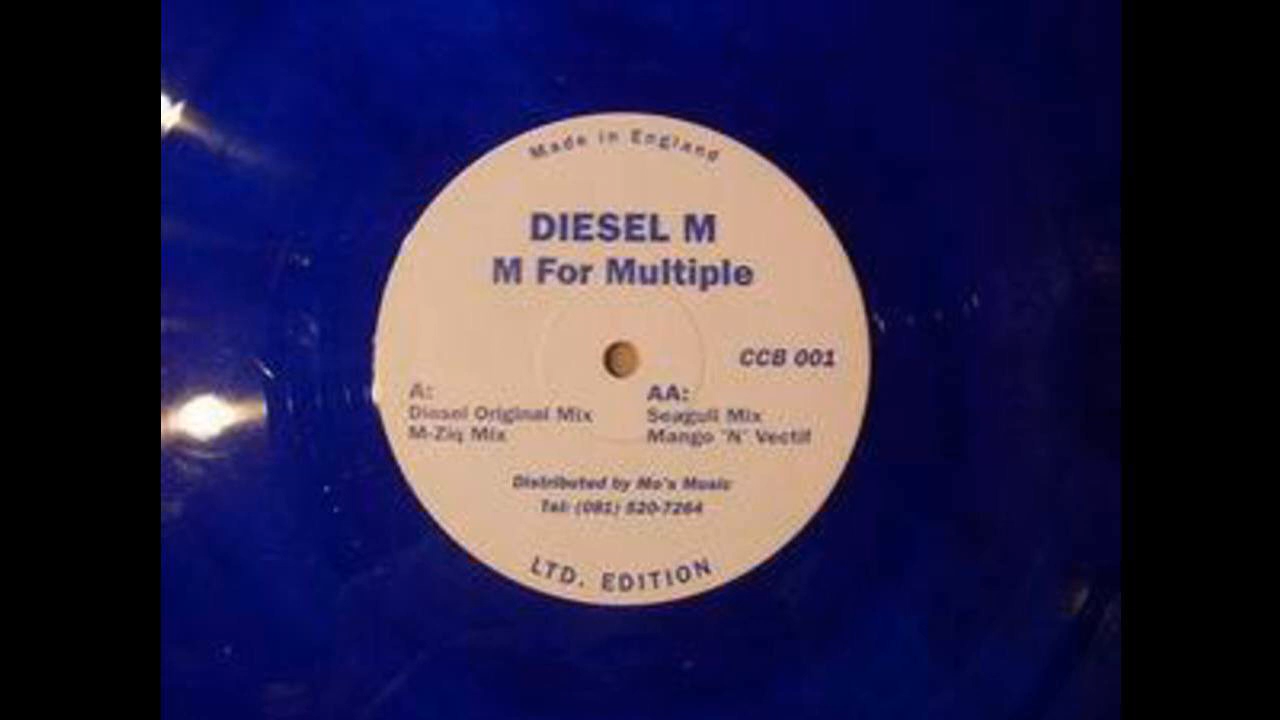 Made in England
DIESEL M
M For Multiple
CCB 001
A:
Diesel Original Mix
M-Ziq Mix
AA:
Seagull Mix
Mango 'N' Vectif
Distributed by Mo's Music
Tel: (081) 520-7264
LTD. EDITION